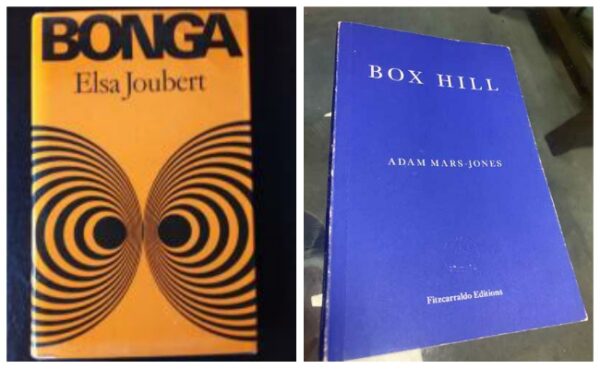 BONGA
Elsa Joubert
BOX HILL
ADAM MARS-JONES
Fitzcarraldo Editions